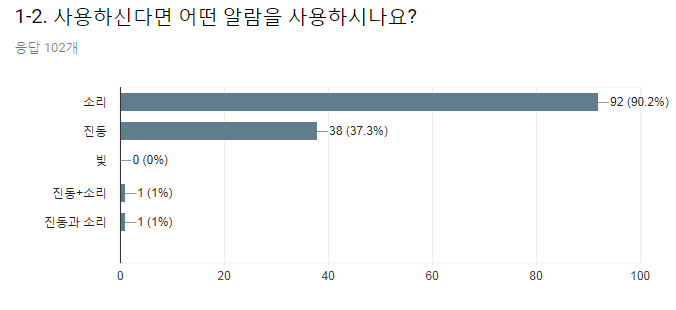 1-2. 사용하신다면 어떤 알람을 사용하시나요?
응답 102개
소리 92 (90.2%)
진동 38 (37.3%)
빛 0 (0%)
진동+소리 1 (1%)
진동과 소리 1 (1%)
0 20 40 60 80 100